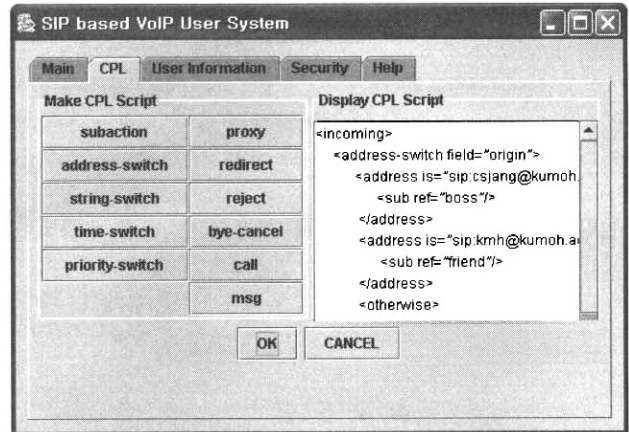 SIP based VoIP User System
Main CPL User Information Security Help
Make CPL Script
subaction proxy
address-switch redirect
string-switch reject
time-switch bye-cancel
priority-switch call
msg
Display CPL Script
<incoming>
<address-switch field="origin">
<address is="sip:csjang@kumoh.
<sub ref="boss"/>
</address>
<address is="sip:kmh@kumoh.a
<sub ref="friend"/>
</address>
<otherwise>
OK CANCEL